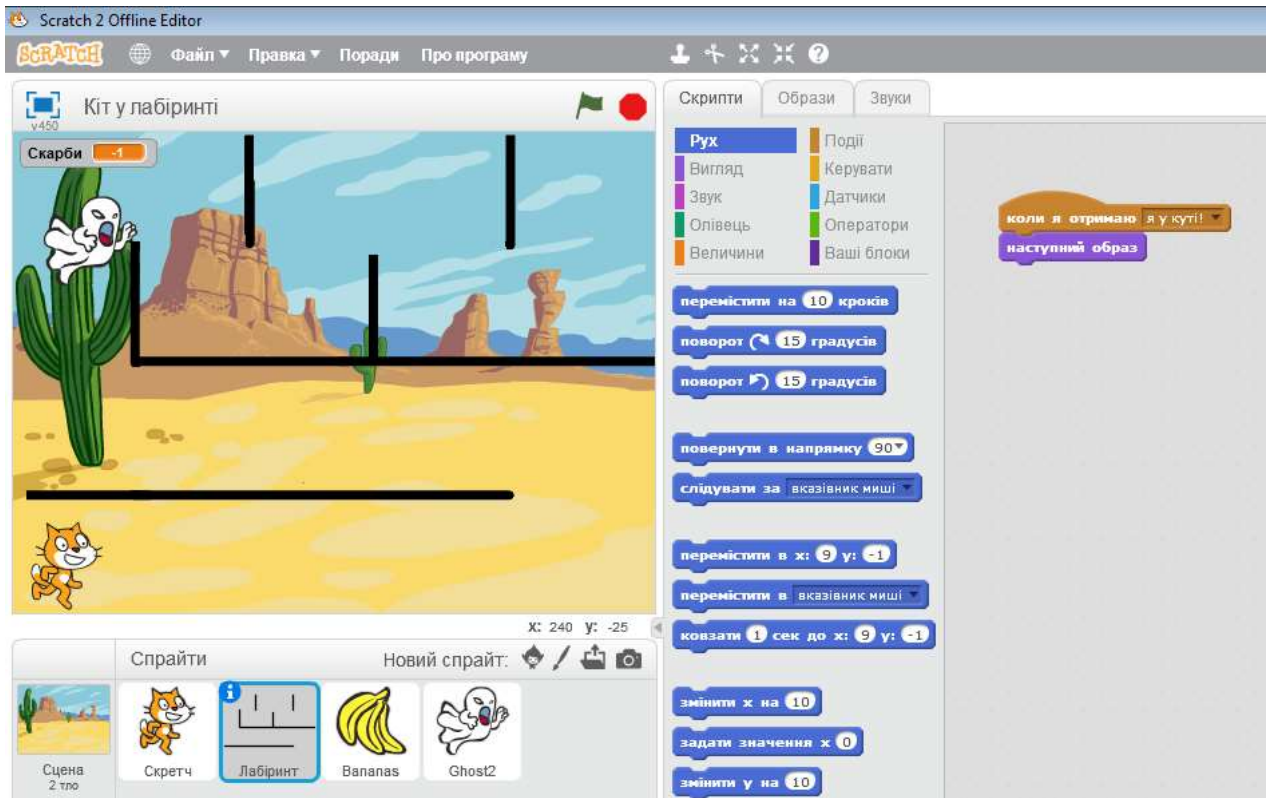 Scratch 2 Offline Editor
SCRATCH Файл Правка Поради Про програму
Кіт у лабіринті
v450
Скарби -1
x: 240 y: -25
Спрайти Новий спрайт:
Сцена
2 тло
Скретч
Лабіринт
Bananas
Ghost2
Скрипти Образи Звуки
Рух Події
Вигляд Керувати
Звук Датчики
Олівець Оператори
Величини Ваші блоки
перемістити на 10 кроків
поворот 15 градусів
поворот 15 градусів
повернути в напрямку 90
слідувати за вказівник миші
перемістити в x: 9 y: -1
перемістити в вказівник миші
ковзати 1 сек до x: 9 y: -1
змінити x на 10
задати значення x 0
змінити y на 10
коли я отримаю я у куті!
наступний образ